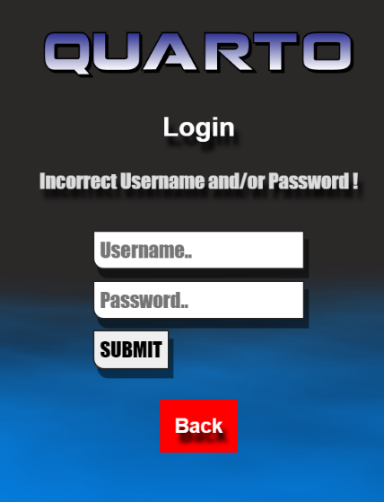 QUARTO
Login
Incorrect Username and/or Password !
Username..
Password..
SUBMIT
Back